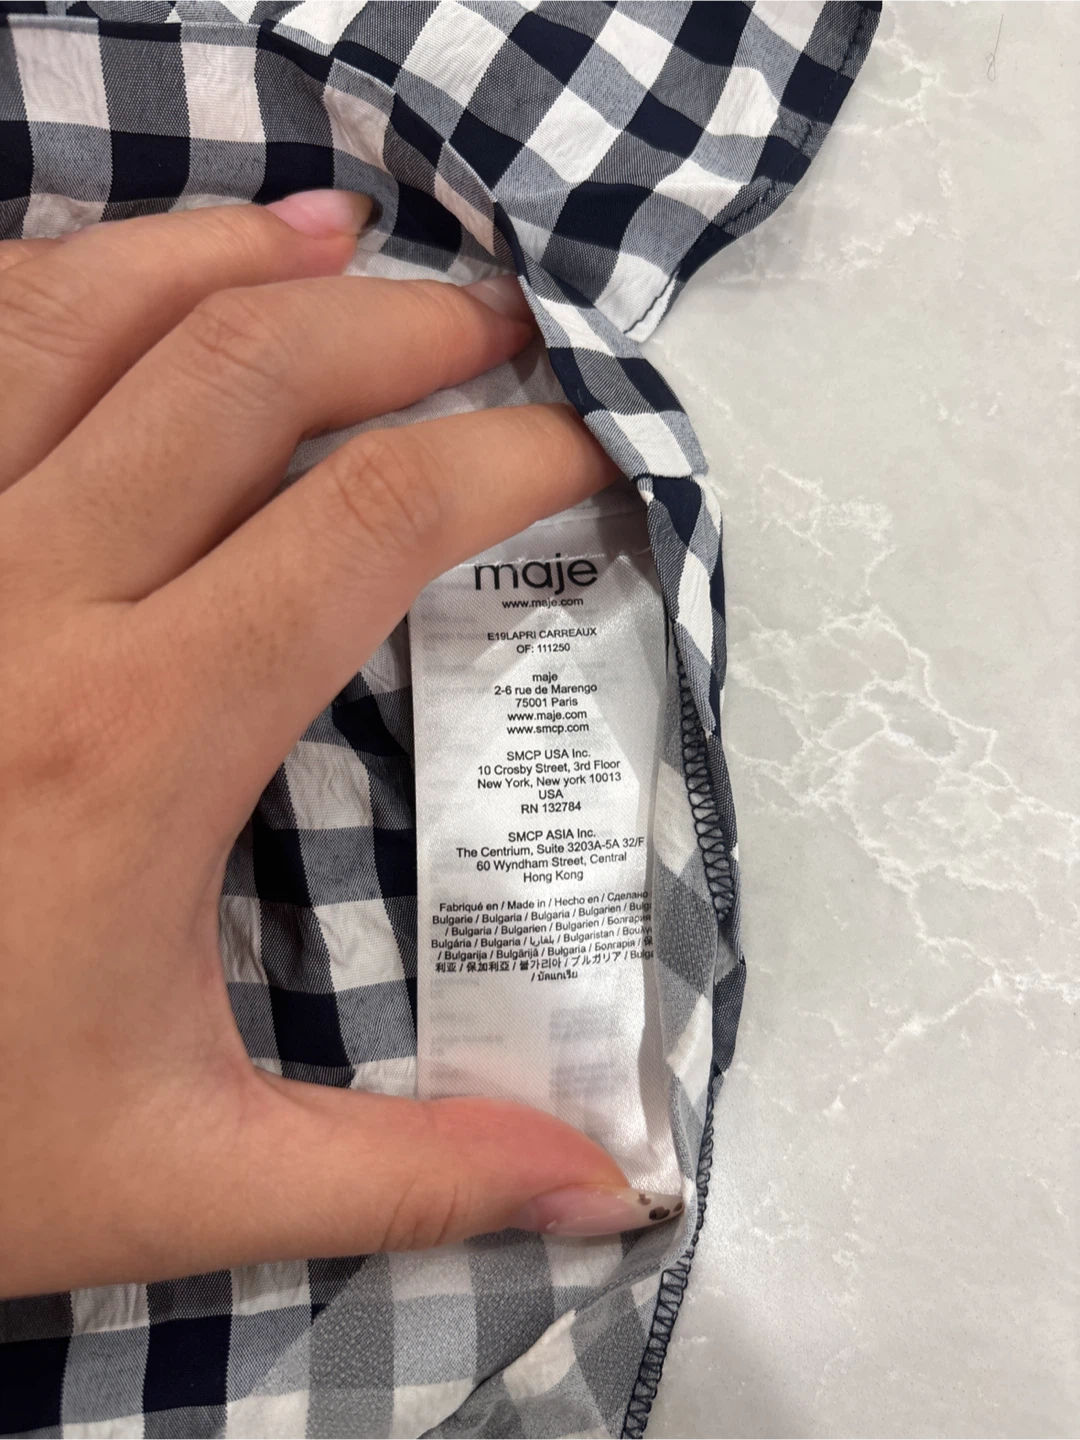 maje
www.maje.com
E19LAPRI CARREAUX
OF: 111250
maje
2-6 rue de Marengo
75001 Paris
www.maje.com
www.smcp.com
SMCP USA Inc.
10 Crosby Street, 3rd Floor
New York, New york 10013
USA
RN 132784
SMCP ASIA Inc.
The Centrium, Suite 3203A-5A 32/F
60 Wyndham Street, Central
Hong Kong
Fabriqué en / Made in / Hecho en / Сделано
Bulgarie / Bulgaria / Bulgaria / Bulgarien /
/ Bulgaria / Bulgarien / Bulgarien / Болгария
Bulgária / Bulgaria / بلغاريا / Bulgaristan /
/ Bulgarija / Bulgārijā / Bulgaria / Болгарія / 保
利亚 / 保加利亞 / 불가리아 / ブルガリア /
/ บัลแกเรีย